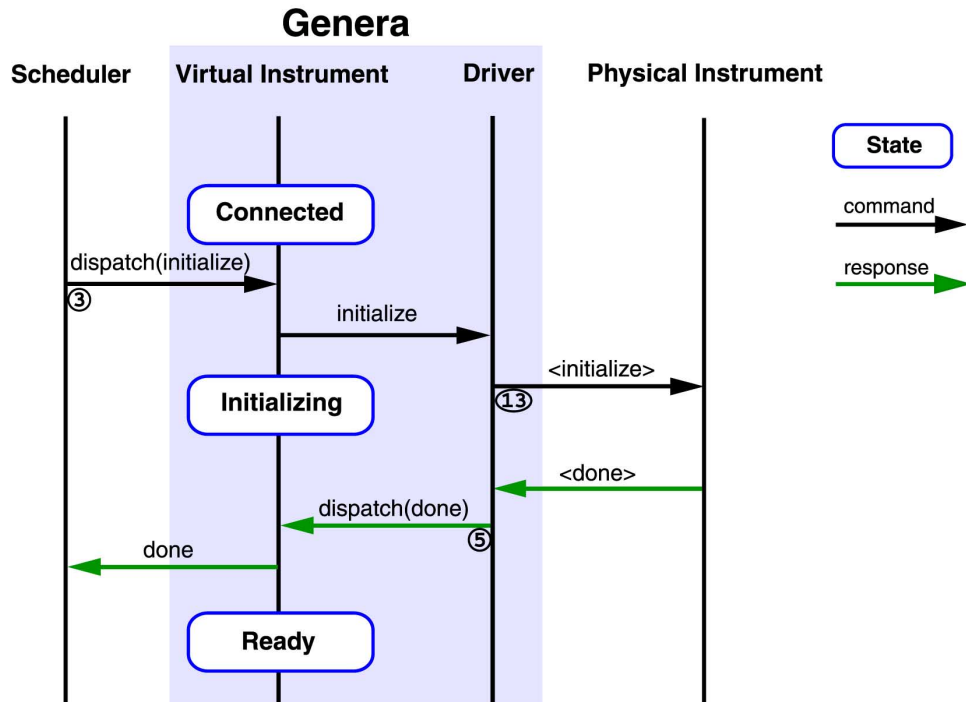 Genera
Scheduler Virtual Instrument Driver Physical Instrument
State
Connected
command
dispatch(initialize)
response
③
initialize
<initialize>
Initializing
⑬
<done>
dispatch(done)
⑤
done
Ready